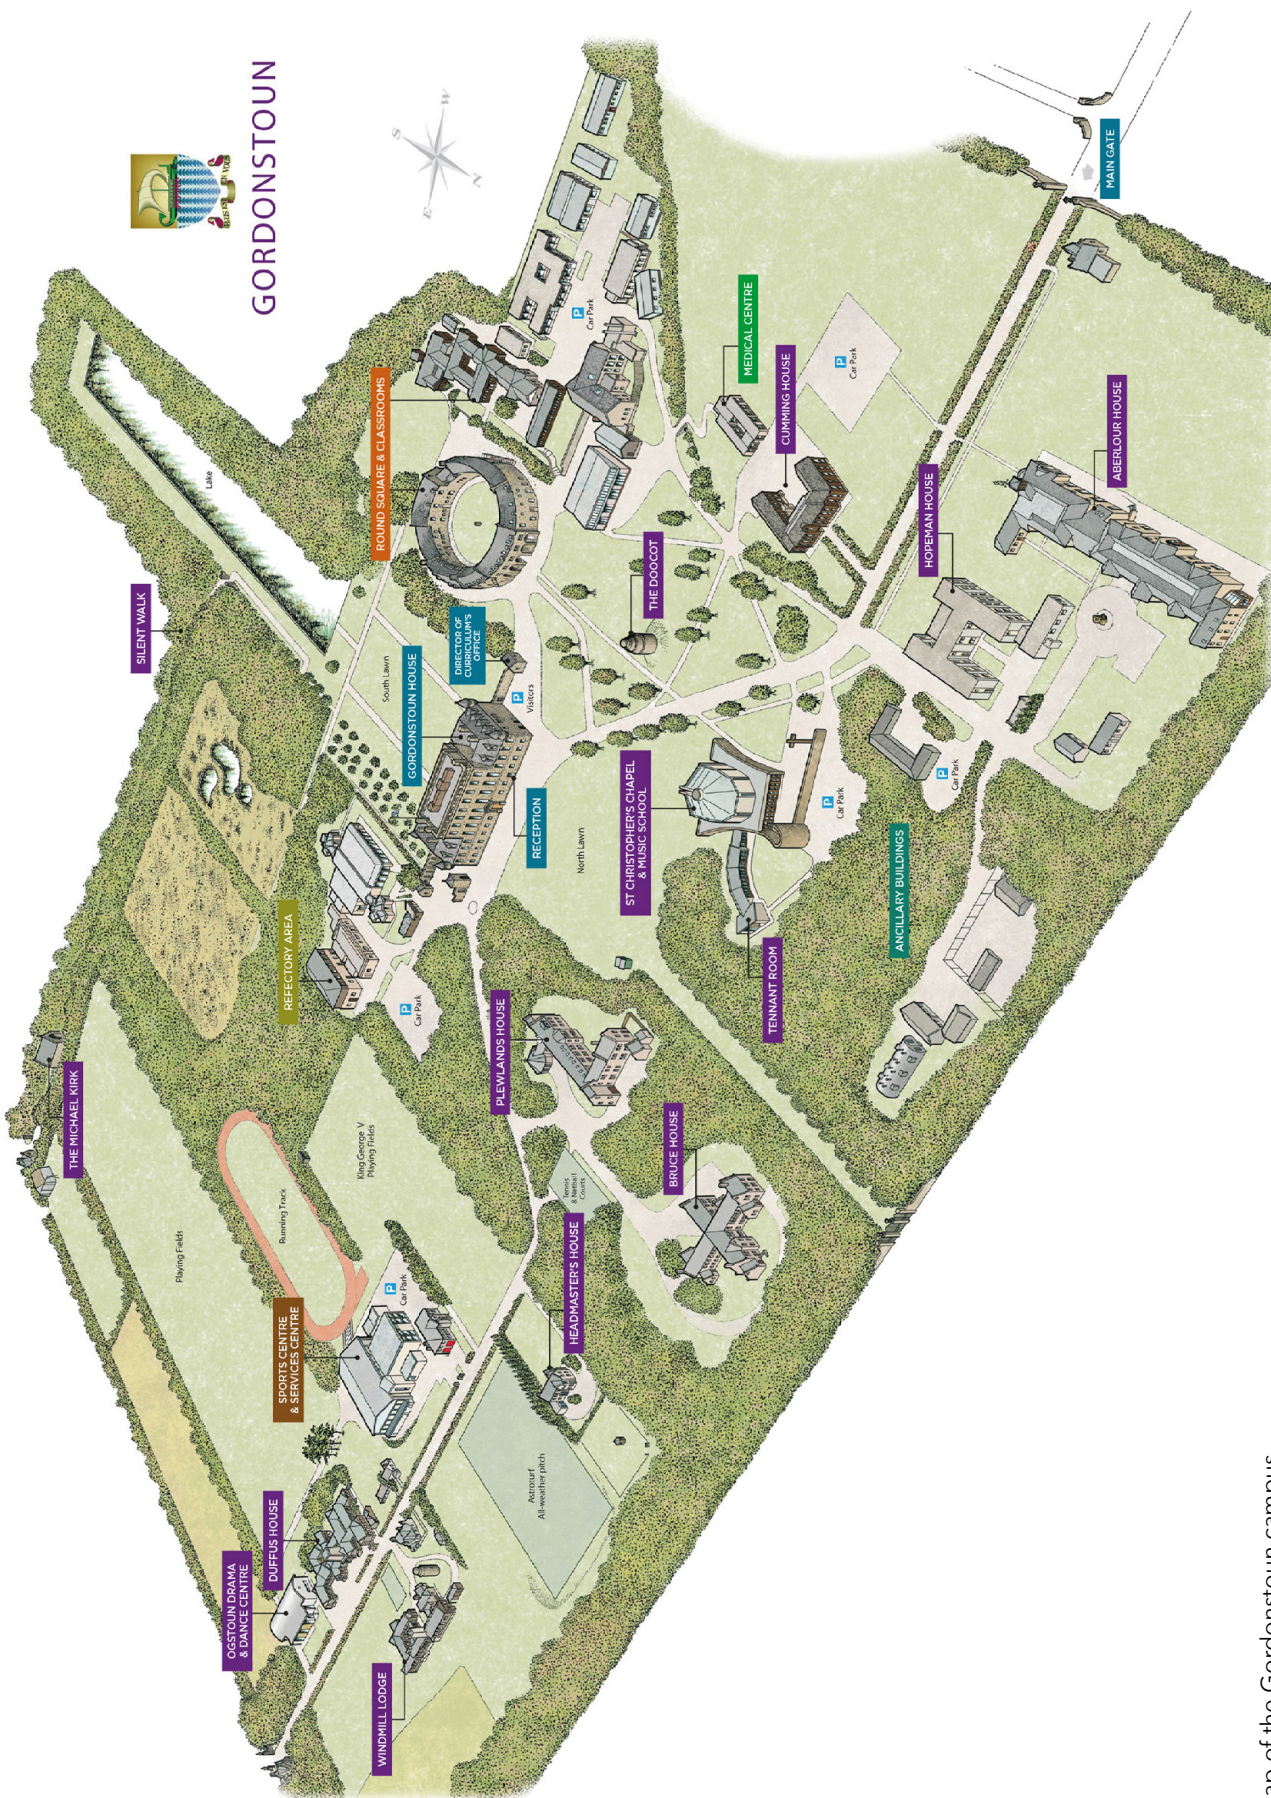 THE MICHAEL KIRK
SILENT WALK
GORDONSTOUN
Playing Fields
Lake
OGSTOUN DRAMA
& DANCE CENTRE
DUFFUS HOUSE
SPORTS CENTRE
& SERVICES CENTRE
Running Track
REFECTORY AREA
King George V
Playing Fields
South Lawn
ROUND SQUARE & CLASSROOMS
S
W
E
N
WINDMILL LODGE
P
Car Park
P
Car Park
GORDONSTOUN HOUSE
DIRECTOR OF
CURRICULUM'S
OFFICE
PLEWLANDS HOUSE
P
Visitors
RECEPTION
Astroturf
All-weather pitch
Tennis
& Netball
Courts
HEADMASTER'S HOUSE
North Lawn
P
Car Park
ST CHRISTOPHER'S CHAPEL
& MUSIC SCHOOL
THE DOOCOT
BRUCE HOUSE
MEDICAL CENTRE
TENNANT ROOM
CUMMING HOUSE
P
Car Park
P
Car Park
ANCILLARY BUILDINGS
HOPEMAN HOUSE
P
Car Park
ABERLOUR HOUSE
MAIN GATE
of the Gordonstoun campus